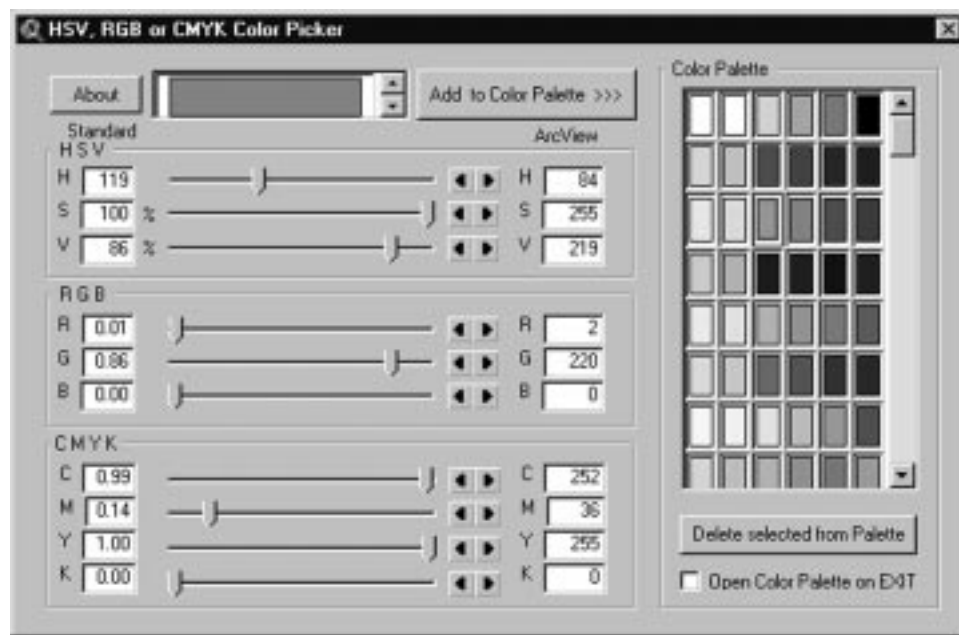 HSV, RGB or CMYK Color Picker
About
Add to Color Palette >>>
Standard
ArcView
HSV
H 119 H 84
S 100 % S 255
V 86 % V 219
RGB
R 0.01 R 2
G 0.86 G 220
B 0.00 B 0
CMYK
C 0.99 C 252
M 0.14 M 36
Y 1.00 Y 255
K 0.00 K 0
Color Palette
Delete selected from Palette
Open Color Palette on EXIT